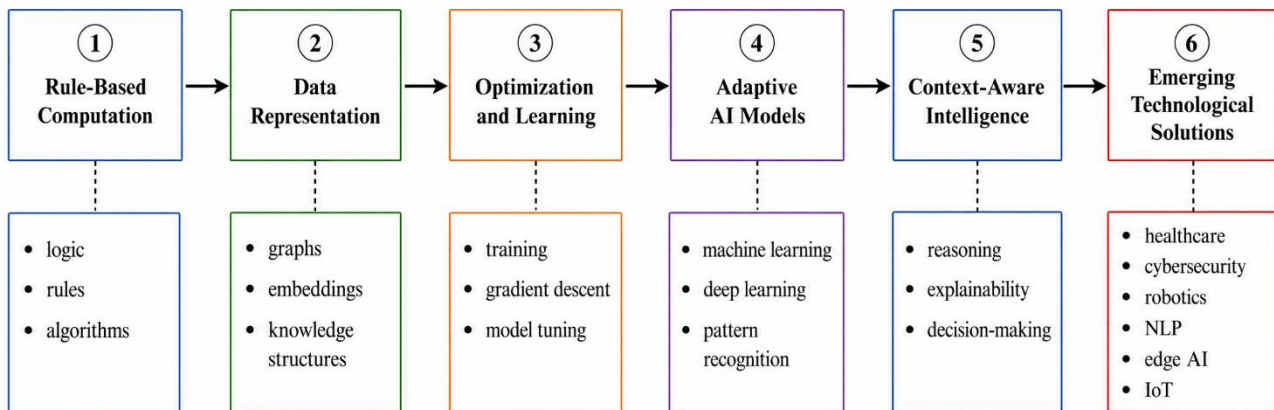 1
Rule-Based
Computation
2
Data
Representation
3
Optimization
and Learning
4
Adaptive
AI Models
5
Context-Aware
Intelligence
6
Emerging
Technological
Solutions
• logic
• rules
• algorithms
• graphs
• embeddings
• knowledge
structures
• training
• gradient descent
• model tuning
• machine learning
• deep learning
• pattern
recognition
• reasoning
• explainability
• decision-making
• healthcare
• cybersecurity
• robotics
• NLP
• edge AI
• IoT